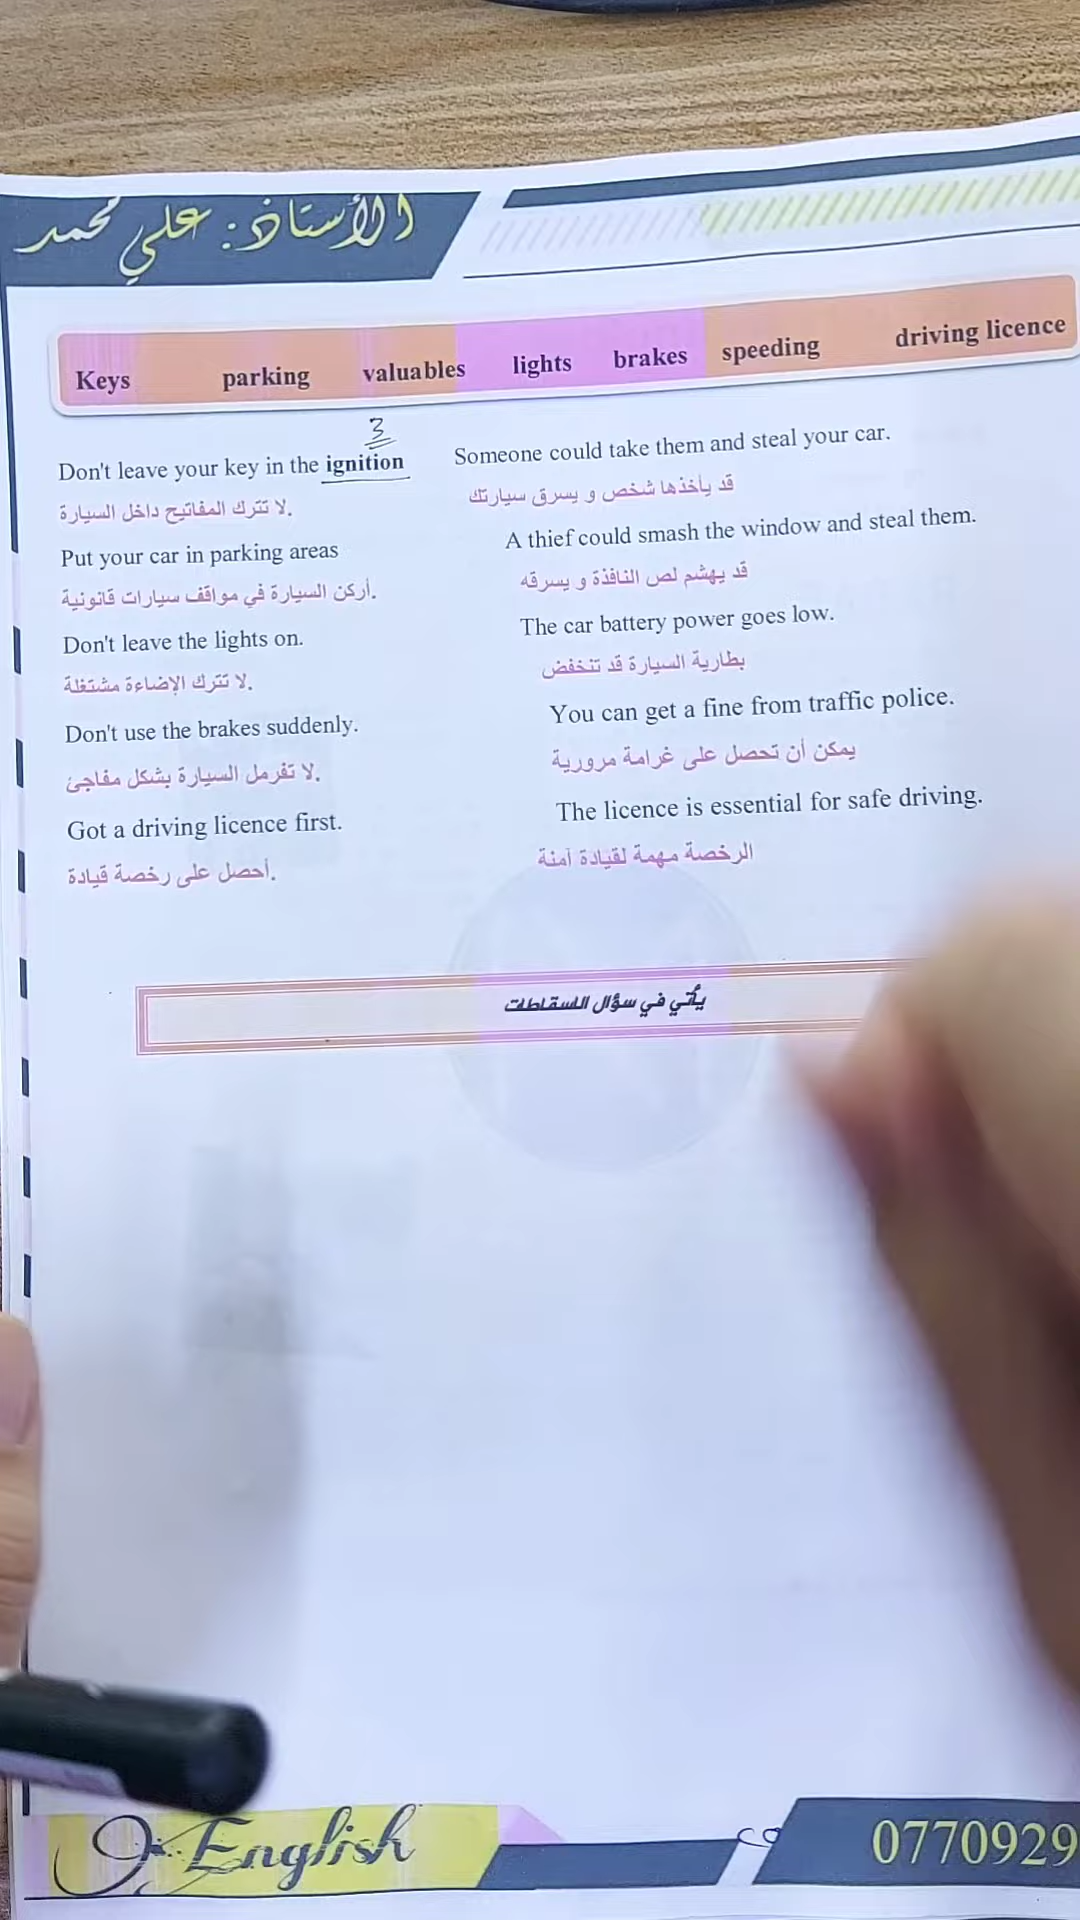 الأستاذ: علي محمد
Keys parking valuables lights brakes speeding driving licence
3
Don't leave your key in the ignition Someone could take them and steal your car.
لا تترك المفاتيح داخل السيارة. قد يأخذها شخص و يسرق سيارتك
Put your car in parking areas A thief could smash the window and steal them.
أركن السيارة في مواقف سيارات قانونية. قد يهشم لص النافذة و يسرقه
Don't leave the lights on. The car battery power goes low.
لا تترك الإضاءة مشتغلة. بطارية السيارة قد تنخفض
Don't use the brakes suddenly. You can get a fine from traffic police.
لا تفرمل السيارة بشكل مفاجئ. يمكن أن تحصل على غرامة مرورية
Got a driving licence first. The licence is essential for safe driving.
أحصل على رخصة قيادة. الرخصة مهمة لقيادة آمنة
يأتي في سؤال السقاطات
English
0770929